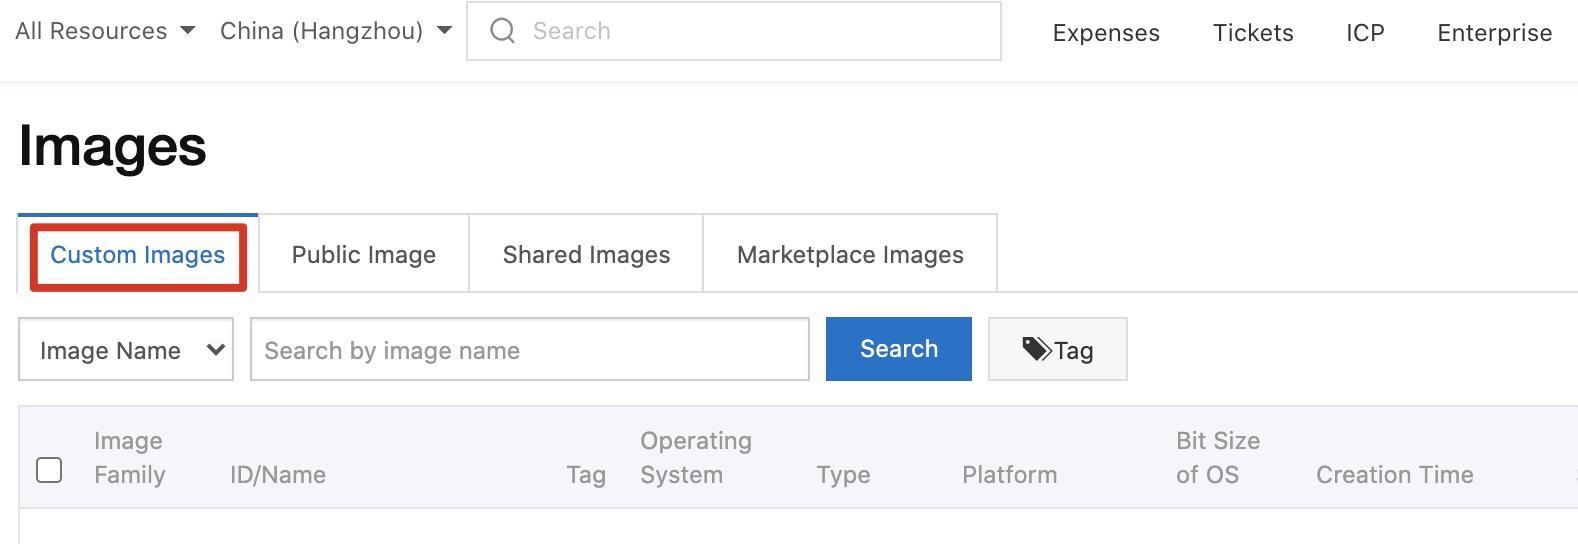 All Resources China (Hangzhou) Search Expenses Tickets ICP Enterprise
Images
Custom Images Public Image Shared Images Marketplace Images
Image Name Search by image name Search Tag
Image Family ID/Name Tag Operating System Type Platform Bit Size of OS Creation Time